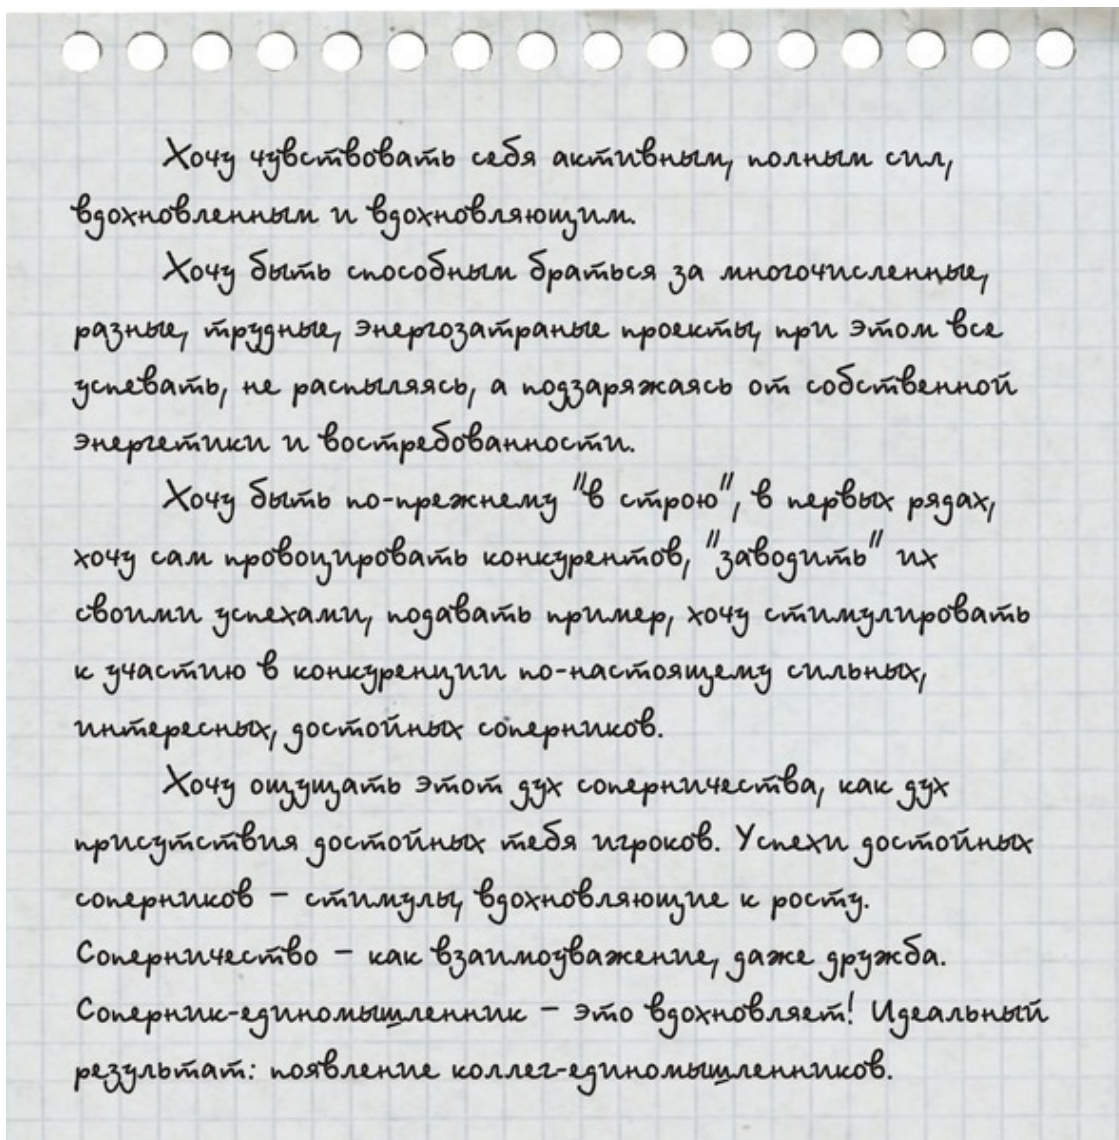 Хочу чувствовать себя активным, полным сил,
вдохновленным и вдохновляющим.
Хочу быть способным браться за многочисленные,
разные, трудные, энергозатраные проекты, при этом все
успевать, не распыляясь, а подзаряжаясь от собственной
энергетики и востребованности.
Хочу быть по-прежнему "в строю", в первых рядах,
хочу сам провоцировать конкурентов, "заводить" их
своими успехами, подавать пример, хочу стимулировать
к участию в конкуренции по-настоящему сильных,
интересных, достойных соперников.
Хочу ощущать этот дух соперничества, как дух
присутствия достойных тебя игроков. Успехи достойных
соперников – стимулы, вдохновляющие к росту.
Соперничество – как взаимоуважение, даже дружба.
Соперник-единомышленник – это вдохновляет! Идеальный
результат: появление коллег-единомышленников.